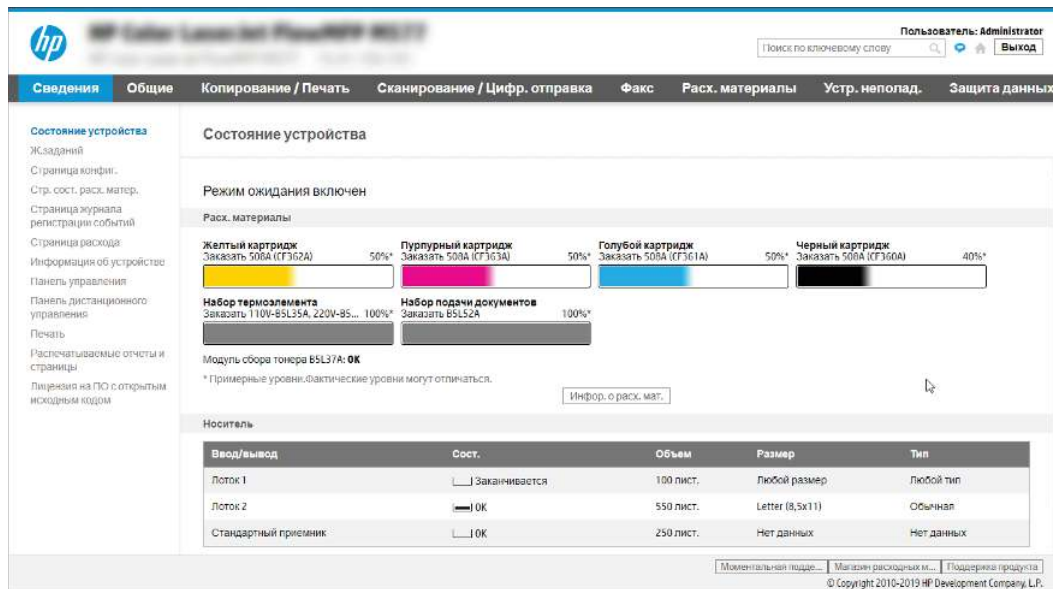 hp
Пользователь: Administrator
Поиск по ключевому слову
Выход
Сведения Общие Копирование / Печать Сканирование / Цифр. отправка Факс Расх. материалы Устр. неполад. Защита данных
Состояние устройства
Ж.заданий
Страница конфиг.
Стр. сост. расх. матер.
Страница журнала
регистрации событий
Страница расхода
Информация об устройстве
Панель управления
Панель дистанционного
управления
Печать
Распечатываемые отчеты и
страницы
Лицензия на ПО с открытым
исходным кодом
Состояние устройства
Режим ожидания включен
Расх. материалы
Желтый картридж
Заказать 508A (CF362A) 50%*
Пурпурный картридж
Заказать 508A (CF363A) 50%*
Голубой картридж
Заказать 508A (CF361A) 50%*
Черный картридж
Заказать 508A (CF360A) 40%*
Набор термоэлемента
Заказать 110V-B5L35A, 220V-B5... 100%*
Набор подачи документов
Заказать B5L52A 100%*
Модуль сбора тонера B5L37A: OK
* Примерные уровни.Фактические уровни могут отличаться.
Инфор. о расх. мат.
Носитель
Ввод/вывод Сост. Объем Размер Тип
Лоток 1 Заканчивается 100 лист. Любой размер Любой тип
Лоток 2 OK 550 лист. Letter (8,5x11) Обычная
Стандартный приемник OK 250 лист. Нет данных Нет данных
Моментальная подде... Магазин расходных м... Поддержка продукта
© Copyright 2010-2019 HP Development Company, L.P.